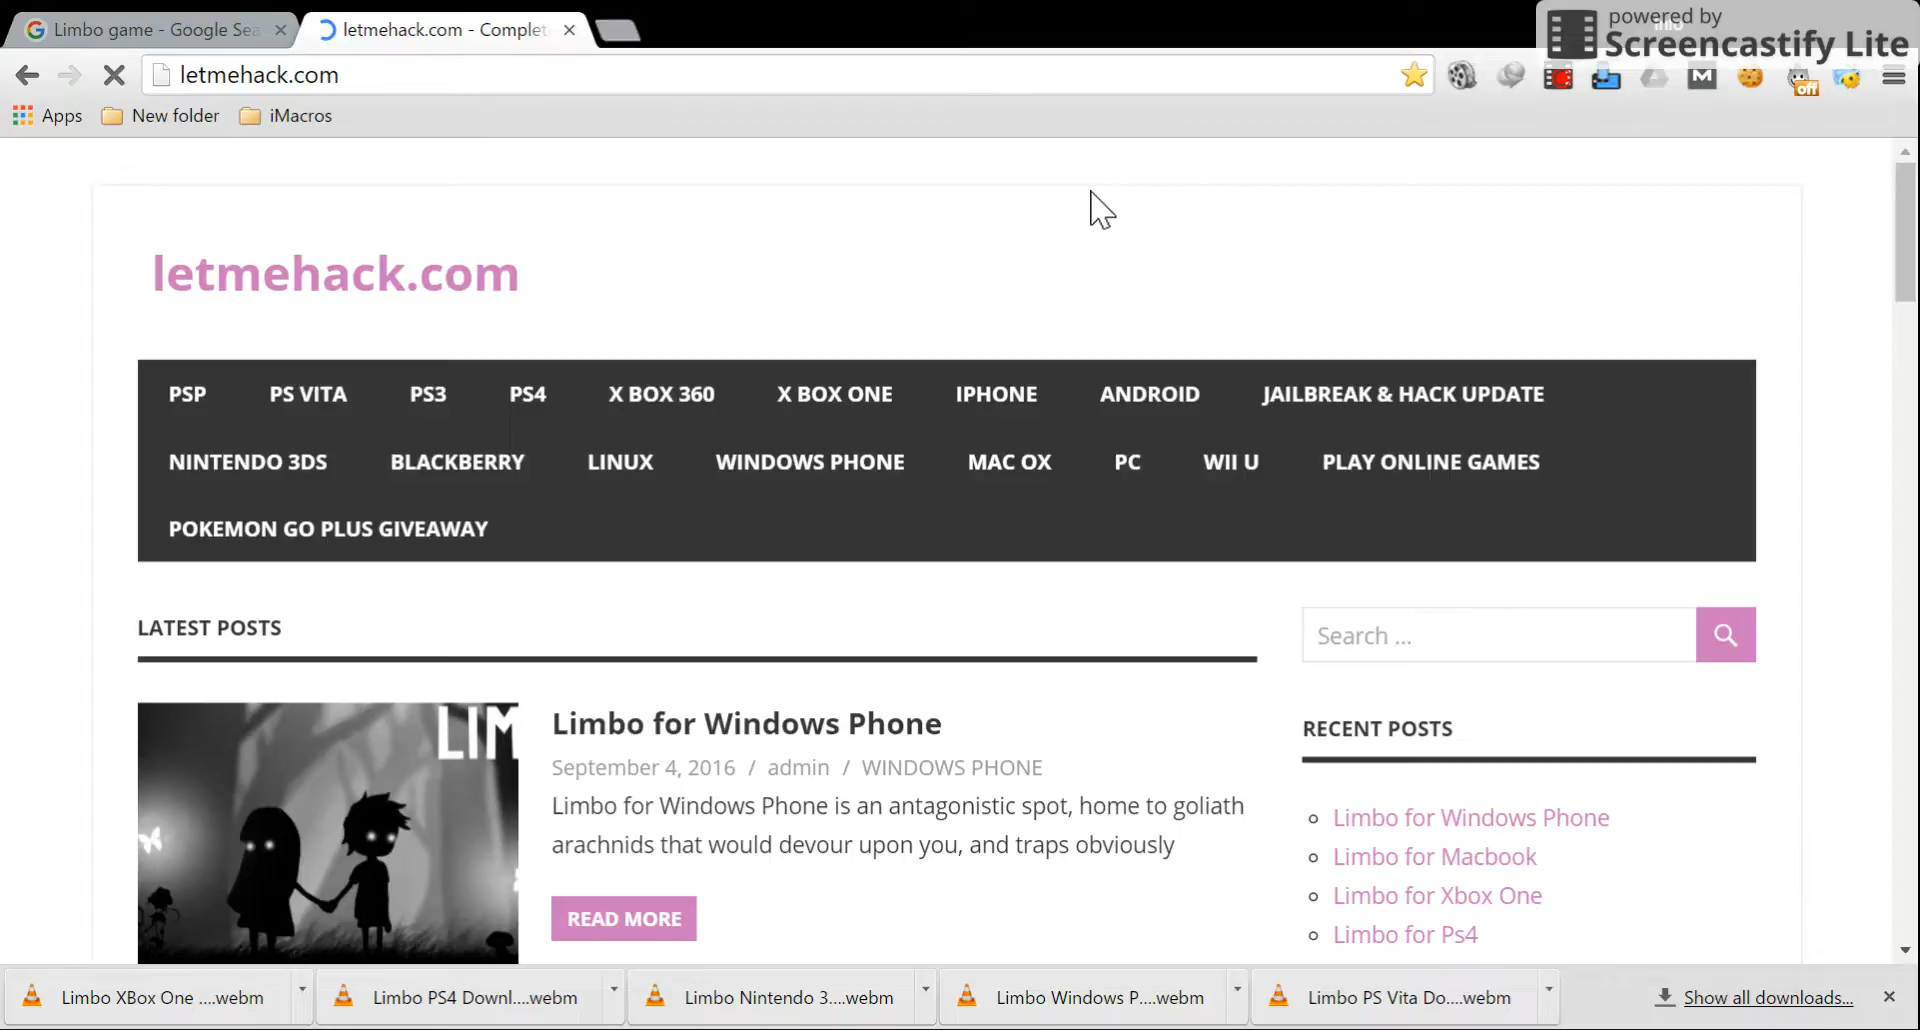 Limbo game - Google Sea
letmehack.com - Complet
powered by
Screencastify Lite
letmehack.com
M
off
Apps
New folder
iMacros
letmehack.com
PSP PS VITA PS3 PS4 X BOX 360 X BOX ONE IPHONE ANDROID JAILBREAK & HACK UPDATE
NINTENDO 3DS BLACKBERRY LINUX WINDOWS PHONE MAC OX PC WII U PLAY ONLINE GAMES
POKEMON GO PLUS GIVEAWAY
LATEST POSTS
Search ...
LIM
Limbo for Windows Phone
September 4, 2016 / admin / WINDOWS PHONE
Limbo for Windows Phone is an antagonistic spot, home to goliath
arachnids that would devour upon you, and traps obviously
READ MORE
RECENT POSTS
Limbo for Windows Phone
Limbo for Macbook
Limbo for Xbox One
Limbo for Ps4
Limbo XBox One ....webm
Limbo PS4 Downl....webm
Limbo Nintendo 3....webm
Limbo Windows P....webm
Limbo PS Vita Do....webm
Show all downloads...